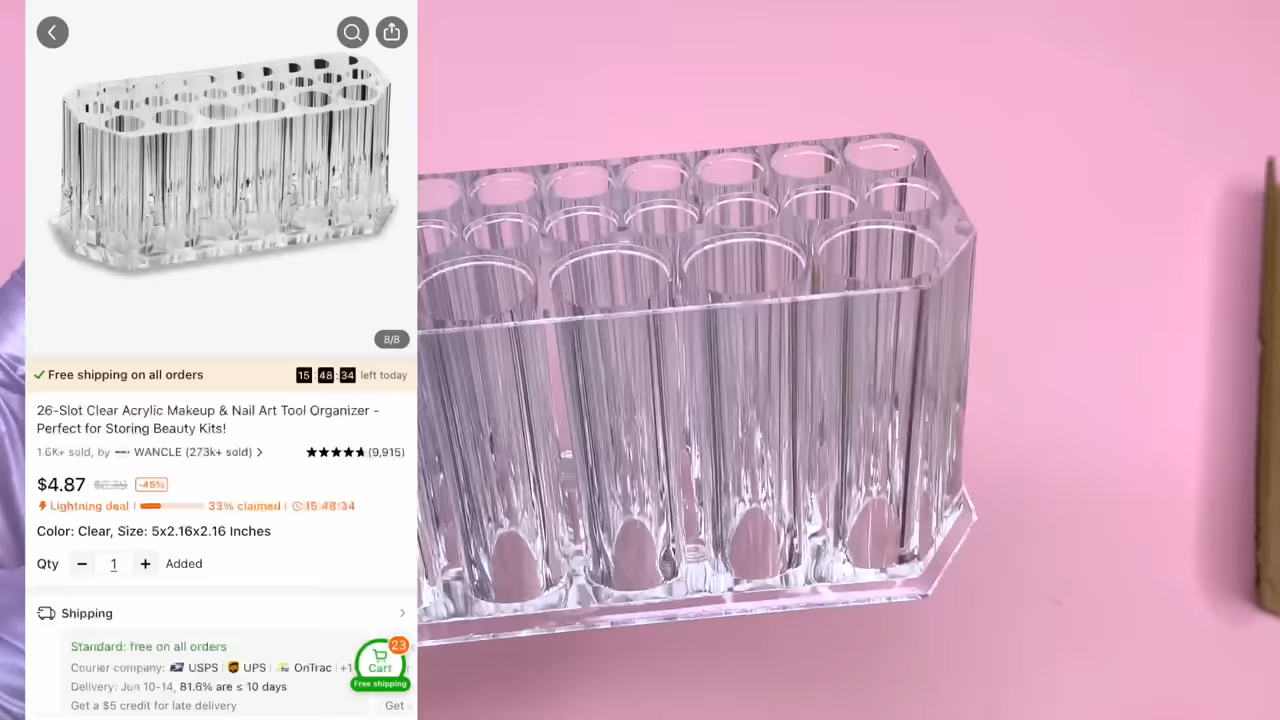 8/8
Free shipping on all orders
15:48:34 left today
26-Slot Clear Acrylic Makeup & Nail Art Tool Organizer -
Perfect for Storing Beauty Kits!
1.6K+ sold, by WANCLE (273k+ sold)
(9,915)
$4.87 -45%
Lightning deal 33% claimed
Color: Clear, Size: 5x2.16x2.16 Inches
Qty − 1 + Added
Shipping
Standard: free on all orders
Courier company: USPS UPS OnTrac +1
Delivery: Jun 10-14, 81.6% are ≤ 10 days
Get a $5 credit for late delivery
Get
23
Cart
Free shipping